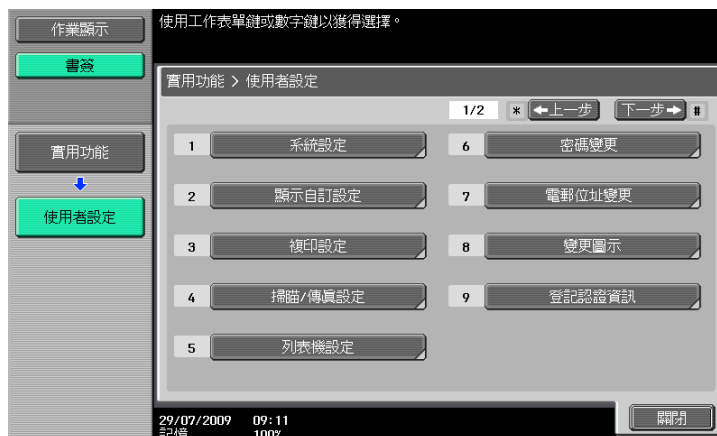 作業顯示
書簽
使用工作表單鍵或數字鍵以獲得選擇。
實用功能 > 使用者設定
1/2 * ←上一步 下一步→ #
實用功能
使用者設定
1 系統設定
2 顯示自訂設定
3 複印設定
4 掃瞄/傳真設定
5 列表機設定
6 密碼變更
7 電郵位址變更
8 變更圖示
9 登記認證資訊
29/07/2009 09:11
記憶 100%
關閉